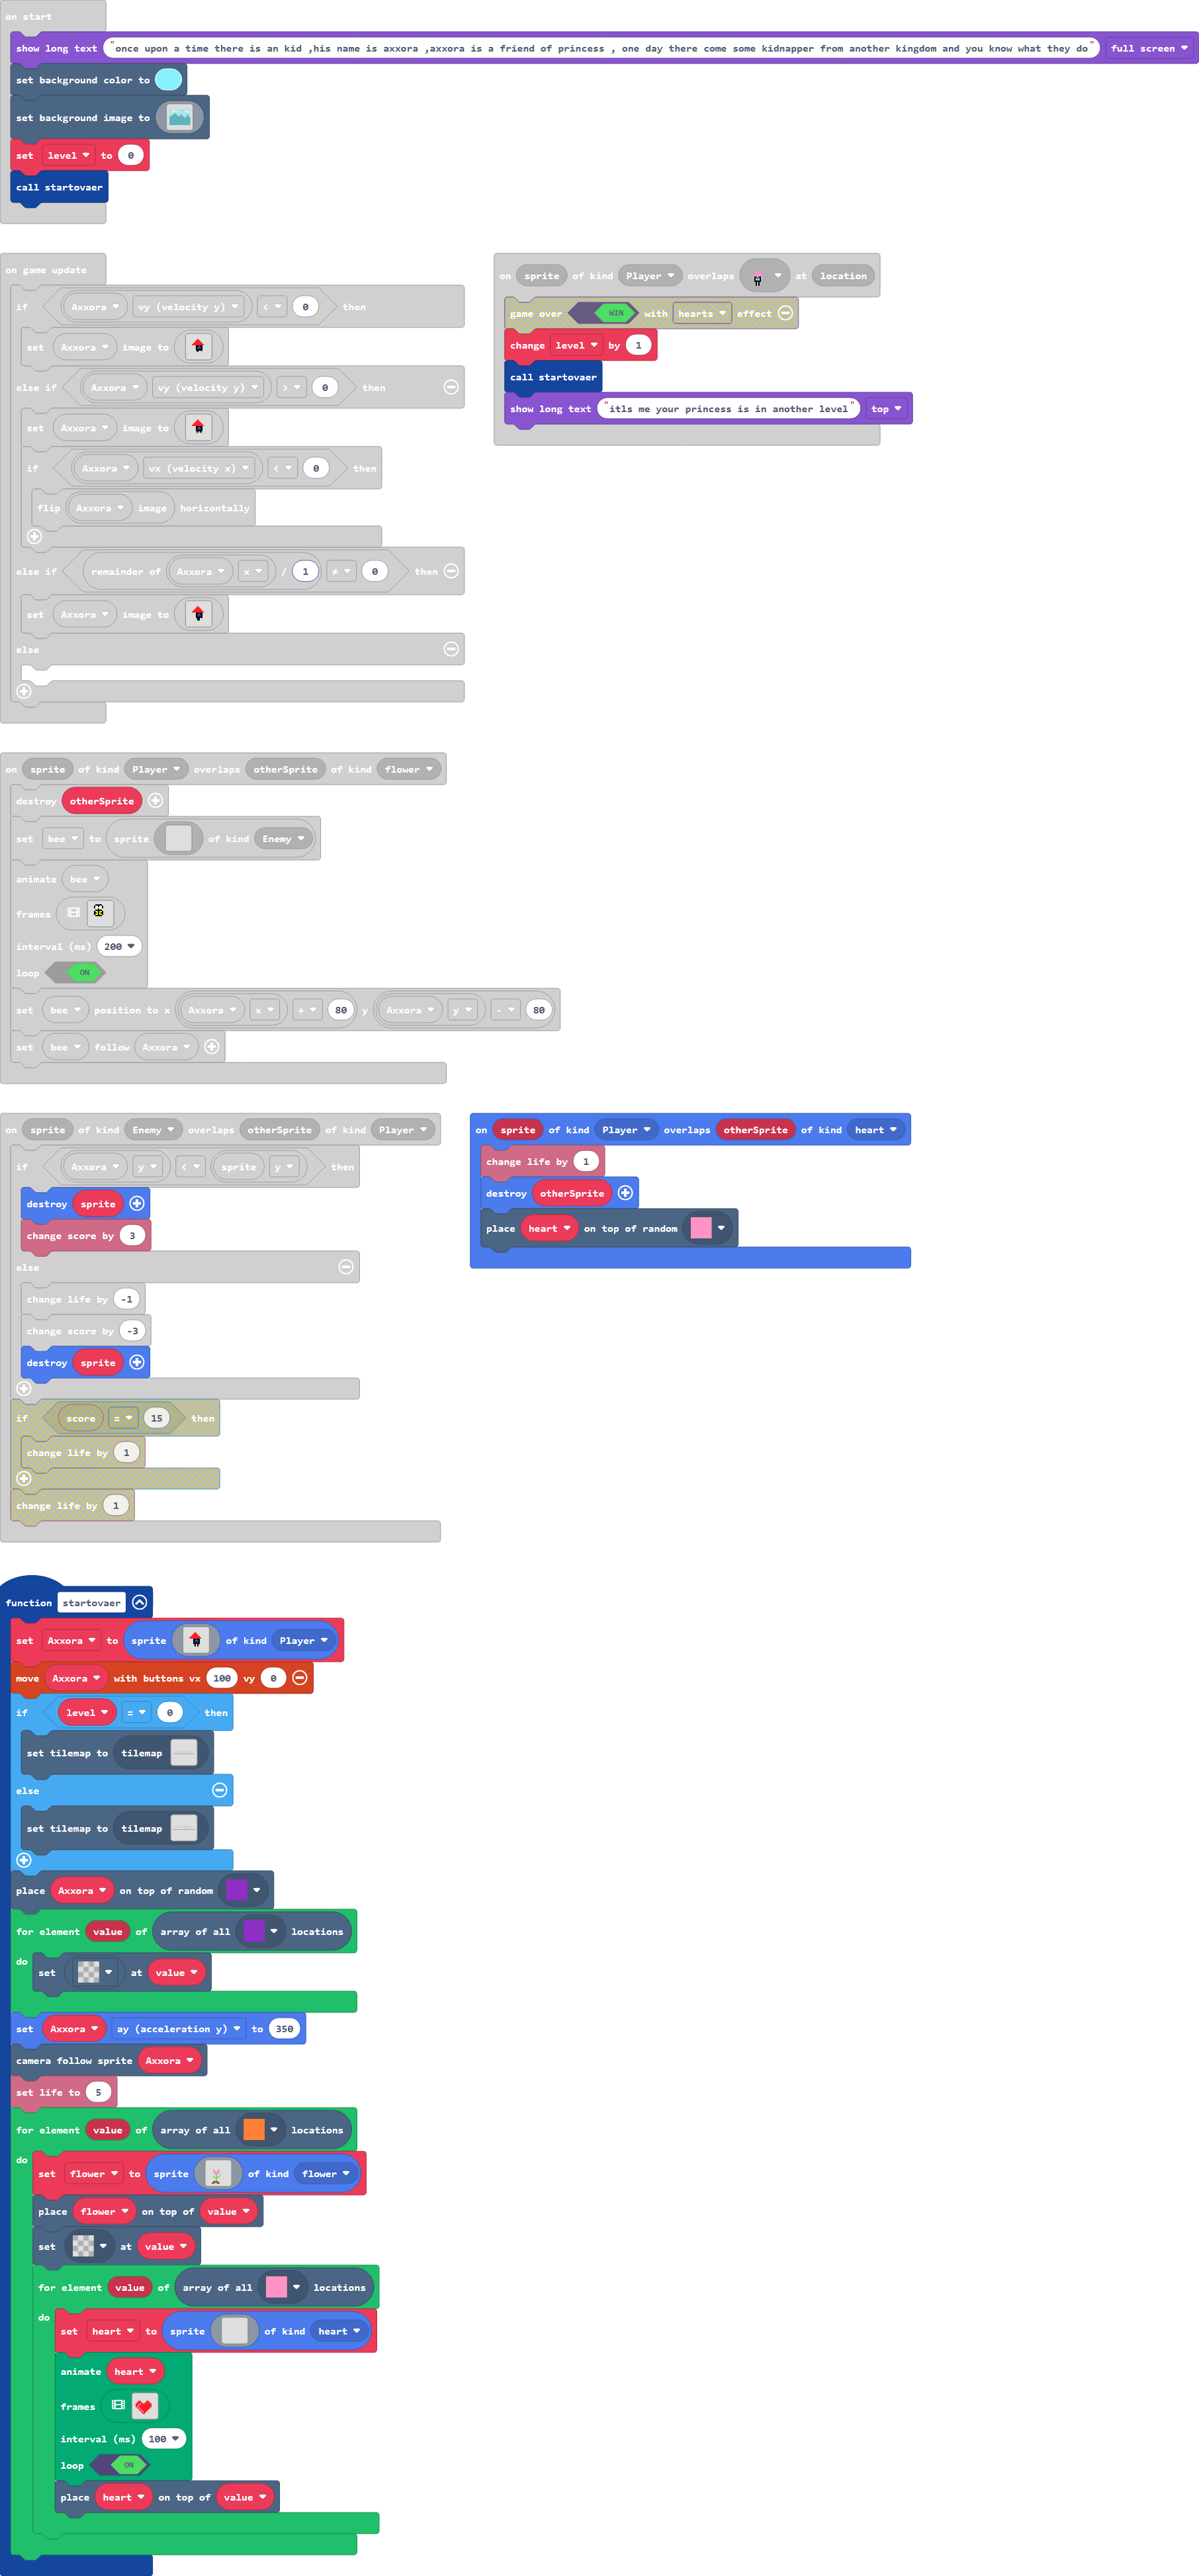 on start
show long text "once upon a time there is an kid ,his name is axxora ,axxora is a friend of princess , one day there come some kidnapper from another kingdom and you know what they do" full screen
set background color to
set background image to
set level to 0
call startovaer
on game update
if Axxora vy (velocity y) < 0 then
set Axxora image to
else if Axxora vy (velocity y) > 0 then
set Axxora image to
if Axxora vx (velocity x) < 0 then
flip Axxora image horizontally
else if remainder of Axxora x / 1 ≠ 0 then
set Axxora image to
else
on sprite of kind Player overlaps at location
game over WIN with hearts effect
change level by 1
call startovaer
show long text "itls me your princess is in another level" top
on sprite of kind Player overlaps otherSprite of kind flower
destroy otherSprite
set bee to sprite of kind Enemy
animate bee
frames
interval (ms) 200
loop ON
set bee position to x Axxora x + 80 y Axxora y - 80
set bee follow Axxora
on sprite of kind Enemy overlaps otherSprite of kind Player
if Axxora y < sprite y then
destroy sprite
change score by 3
else
change life by -1
change score by -3
destroy sprite
if score = 15 then
change life by 1
change life by 1
on sprite of kind Player overlaps otherSprite of kind heart
change life by 1
destroy otherSprite
place heart on top of random
function startovaer
set Axxora to sprite of kind Player
move Axxora with buttons vx 100 vy 0
if level = 0 then
set tilemap to tilemap
else
set tilemap to tilemap
place Axxora on top of random
for element value of array of all locations
do set at value
set Axxora ay (acceleration y) to 350
camera follow sprite Axxora
set life to 5
for element value of array of all locations
do set flower to sprite of kind flower
place flower on top of value
set at value
for element value of array of all locations
do set heart to sprite of kind heart
animate heart
frames
interval (ms) 100
loop ON
place heart on top of value